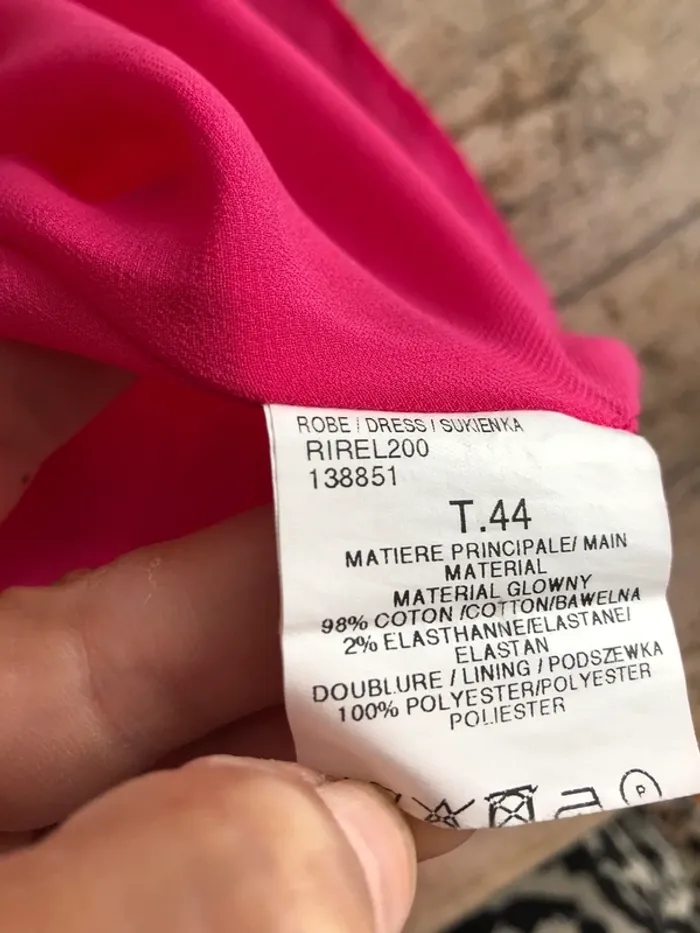 ROBE / DRESS / SUKIENKA
RIREL200
138851
T.44
MATIERE PRINCIPALE/ MAIN
MATERIAL
MATERIAL GLOWNY
98% COTON /COTTON/BAWELNA
2% ELASTHANNE/ELASTANE/
ELASTAN
DOUBLURE / LINING / PODSZEWKA
100% POLYESTER/POLYESTER
POLIESTER
P